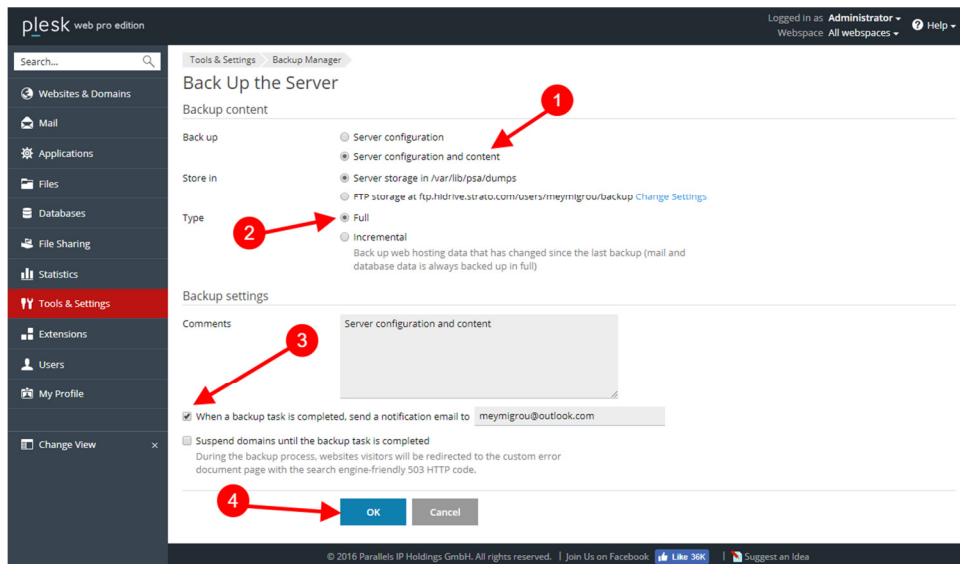 plesk web pro edition
Logged in as Administrator
Webspace All webspaces
Help
Search...
Websites & Domains
Mail
Applications
Files
Databases
File Sharing
Statistics
Tools & Settings
Extensions
Users
My Profile
Change View x
Tools & Settings Backup Manager
Back Up the Server
1
Backup content
Back up Server configuration
Server configuration and content
Store in Server storage in /var/lib/psa/dumps
FTP storage at ftp.hidrive.strato.com/users/meymigrou/backup Change Settings
Type Full
2
Incremental
Back up web hosting data that has changed since the last backup (mail and
database data is always backed up in full)
Backup settings
Comments Server configuration and content
3
When a backup task is completed, send a notification email to meymigrou@outlook.com
Suspend domains until the backup task is completed
During the backup process, websites visitors will be redirected to the custom error
document page with the search engine-friendly 503 HTTP code.
4
OK Cancel
© 2016 Parallels IP Holdings GmbH. All rights reserved. | Join Us on Facebook Like 36K | Suggest an Idea